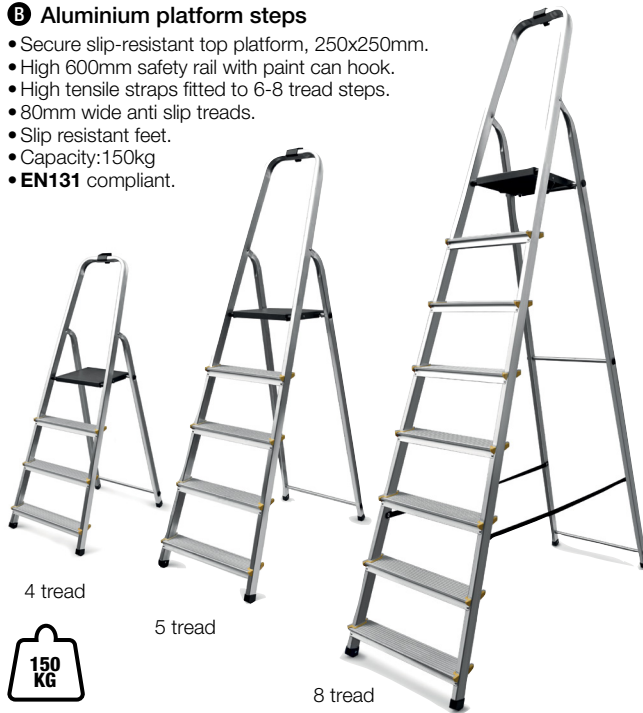 B Aluminium platform steps
• Secure slip-resistant top platform, 250x250mm.
• High 600mm safety rail with paint can hook.
• High tensile straps fitted to 6-8 tread steps.
• 80mm wide anti slip treads.
• Slip resistant feet.
• Capacity:150kg
• EN131 compliant.
4 tread
5 tread
8 tread
150
KG